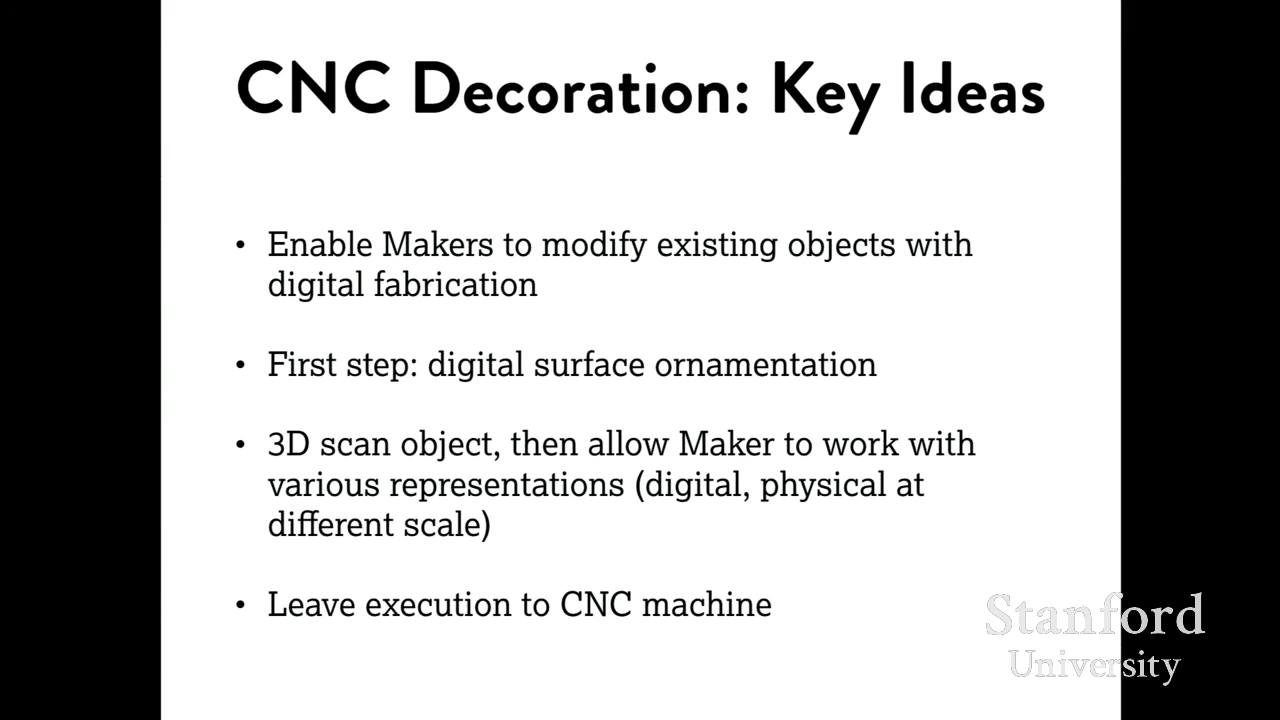 CNC Decoration: Key Ideas
• Enable Makers to modify existing objects with
digital fabrication
• First step: digital surface ornamentation
• 3D scan object, then allow Maker to work with
various representations (digital, physical at
different scale)
• Leave execution to CNC machine
Stanford
University